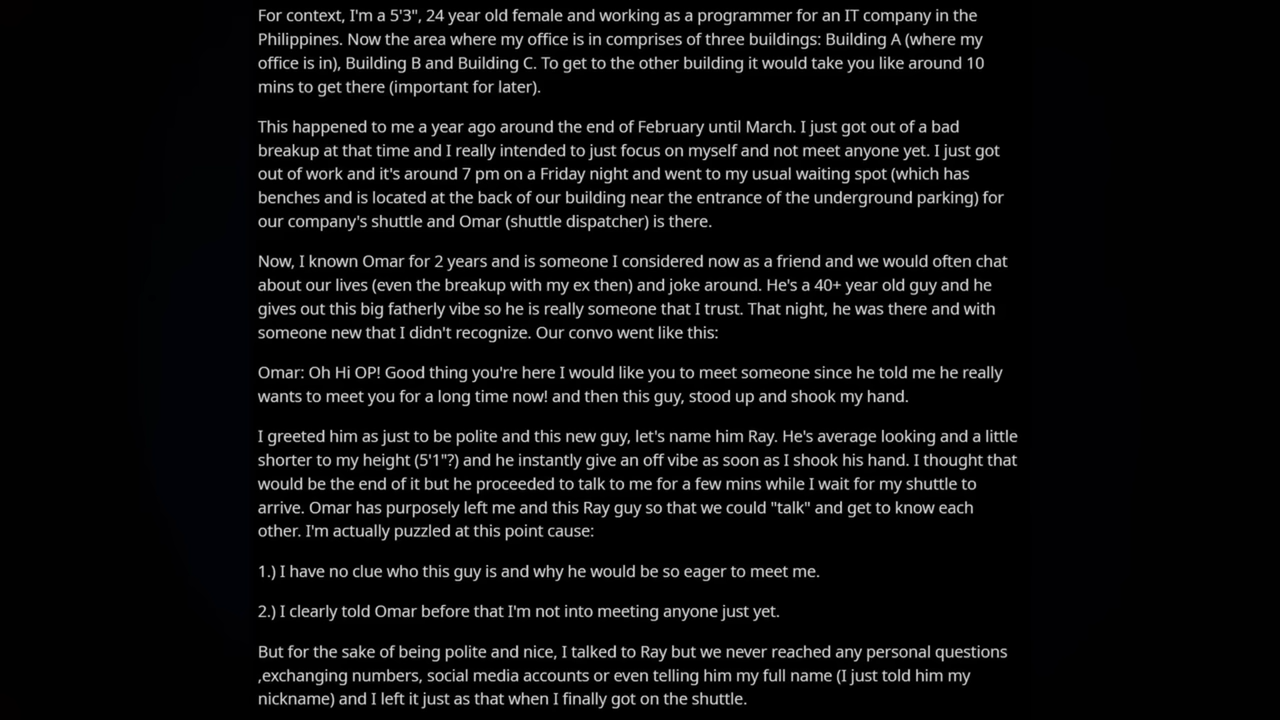 For context, I'm a 5'3", 24 year old female and working as a programmer for an IT company in the
Philippines. Now the area where my office is in comprises of three buildings: Building A (where my
office is in), Building B and Building C. To get to the other building it would take you like around 10
mins to get there (important for later).
This happened to me a year ago around the end of February until March. I just got out of a bad
breakup at that time and I really intended to just focus on myself and not meet anyone yet. I just got
out of work and it's around 7 pm on a Friday night and went to my usual waiting spot (which has
benches and is located at the back of our building near the entrance of the underground parking) for
our company's shuttle and Omar (shuttle dispatcher) is there.
Now, I known Omar for 2 years and is someone I considered now as a friend and we would often chat
about our lives (even the breakup with my ex then) and joke around. He's a 40+ year old guy and he
gives out this big fatherly vibe so he is really someone that I trust. That night, he was there and with
someone new that I didn't recognize. Our convo went like this:
Omar: Oh Hi OP! Good thing you're here I would like you to meet someone since he told me he really
wants to meet you for a long time now! and then this guy, stood up and shook my hand.
I greeted him as just to be polite and this new guy, let's name him Ray. He's average looking and a little
shorter to my height (5'1"?) and he instantly give an off vibe as soon as I shook his hand. I thought that
would be the end of it but he proceeded to talk to me for a few mins while I wait for my shuttle to
arrive. Omar has purposely left me and this Ray guy so that we could "talk" and get to know each
other. I'm actually puzzled at this point cause:
1.) I have no clue who this guy is and why he would be so eager to meet me.
2.) I clearly told Omar before that I'm not into meeting anyone just yet.
But for the sake of being polite and nice, I talked to Ray but we never reached any personal questions
,exchanging numbers, social media accounts or even telling him my full name (I just told him my
nickname) and I left it just as that when I finally got on the shuttle.